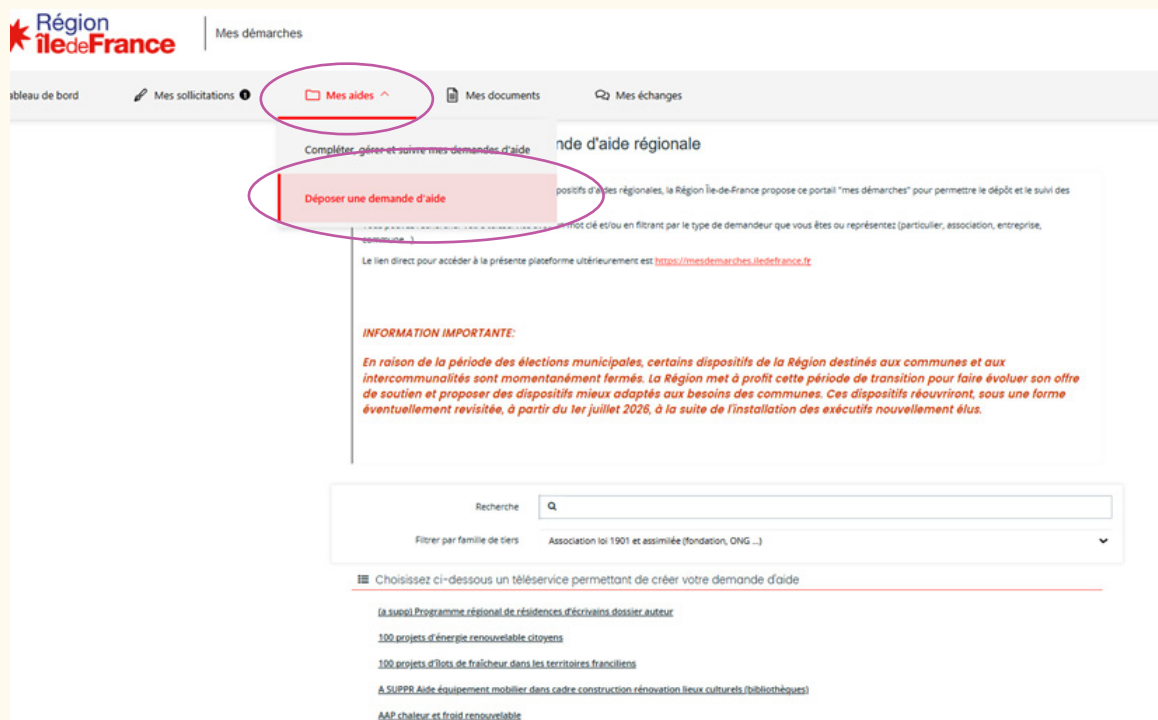 Région
îledeFrance
Mes démarches
ableau de bord
Mes sollicitations 1
Mes aides
Mes documents
Mes échanges
Compléter, gérer et suivre mes demandes d'aide
nde d'aide régionale
Déposer une demande d'aide
positifs d'aides régionales, la Région Île-de-France propose ce portail "mes démarches" pour permettre le dépôt et le suivi des
mot clé et/ou en filtrant par le type de demandeur que vous êtes ou représentez (particulier, association, entreprise,
commune...)
Le lien direct pour accéder à la présente plateforme ultérieurement est https://mesdemarches.iledefrance.fr
INFORMATION IMPORTANTE:
En raison de la période des élections municipales, certains dispositifs de la Région destinés aux communes et aux
intercommunalités sont momentanément fermés. La Région met à profit cette période de transition pour faire évoluer son offre
de soutien et proposer des dispositifs mieux adaptés aux besoins des communes. Ces dispositifs réouvriront, sous une forme
éventuellement revisitée, à partir du 1er juillet 2026, à la suite de l'installation des exécutifs nouvellement élus.
Recherche
Filtrer par famille de tiers
Association loi 1901 et assimilée (fondation, ONG ...)
Choisissez ci-dessous un téléservice permettant de créer votre demande d'aide
(a supp) Programme régional de résidences d'écrivains dossier auteur
100 projets d'énergie renouvelable citoyens
100 projets d'îlots de fraîcheur dans les territoires franciliens
A SUPPR Aide équipement mobilier dans cadre construction rénovation lieux culturels (bibliothèques)
AAP chaleur et froid renouvelable